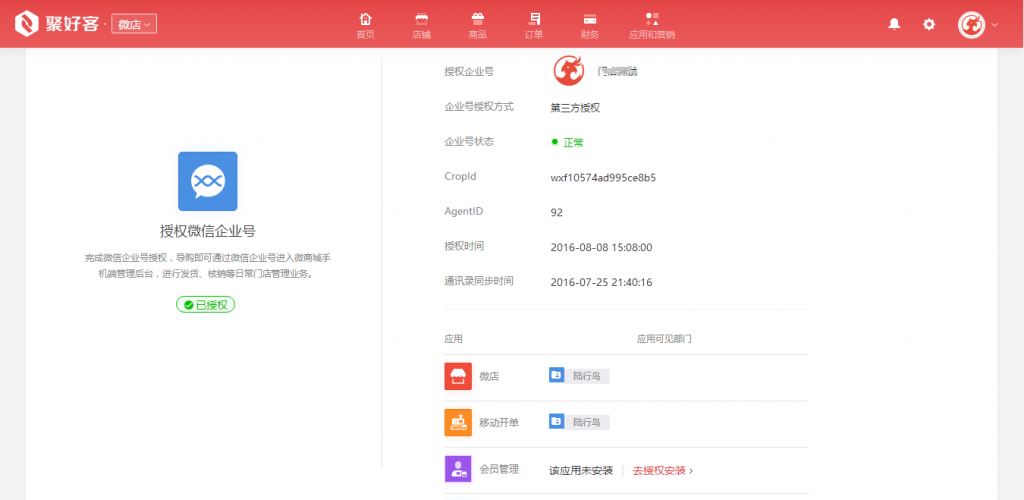 聚好客 · 微店
首页 店铺 商品 订单 财务 应用和营销
授权微信企业号
完成微信企业号授权，导购即可通过微信企业号进入微商城手
机端管理后台，进行发货、核销等日常门店管理业务。
已授权
授权企业号
企业号授权方式 第三方授权
企业号状态 正常
CropId wxf10574ad995ce8b5
AgentID 92
授权时间 2016-08-08 15:08:00
通讯录同步时间 2016-07-25 21:40:16
应用 应用可见部门
微店 陆行鸟
移动开单 陆行鸟
会员管理 该应用未安装 | 去授权安装 ›